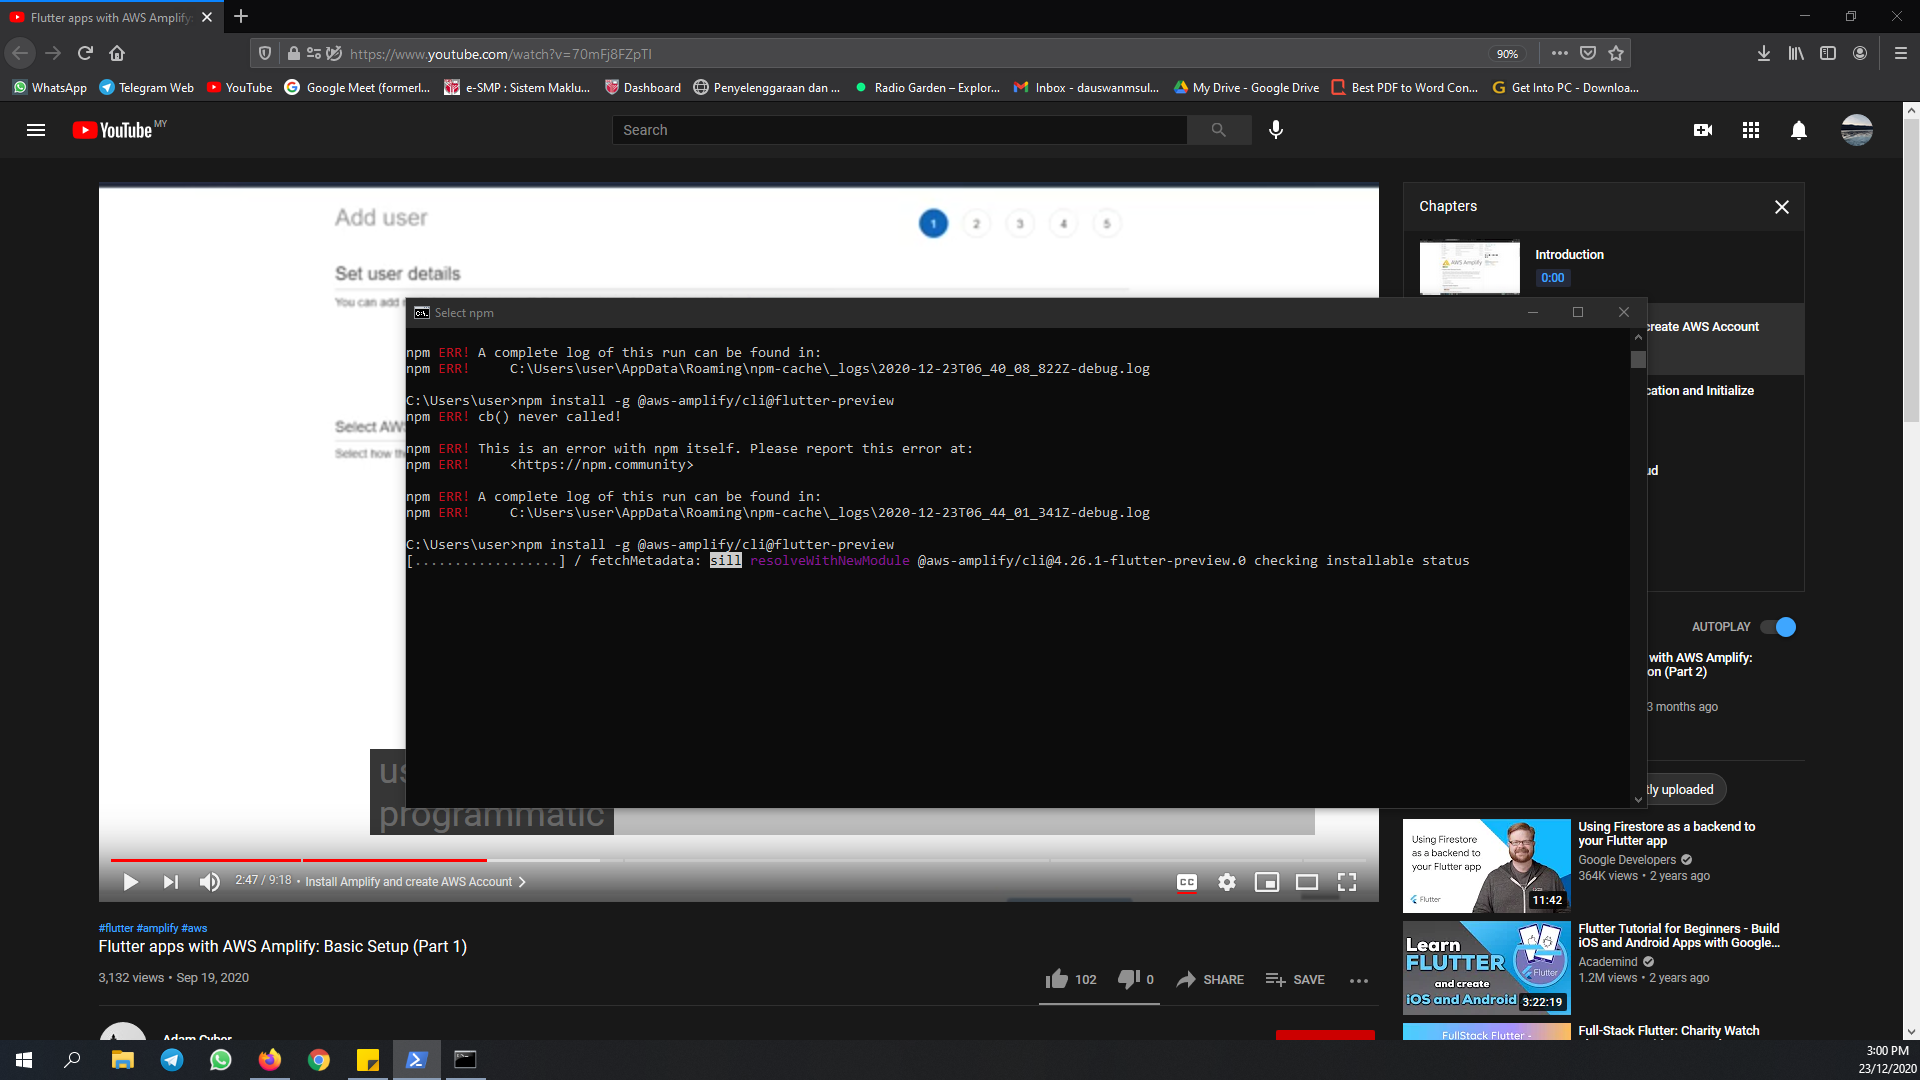 Flutter apps with AWS Amplify:
https://www.youtube.com/watch?v=70mFj8FZpTI
90%
WhatsApp
Telegram Web
YouTube
Google Meet (formerl...
e-SMP : Sistem Maklu...
Dashboard
Penyelenggaraan dan ...
Radio Garden – Explor...
Inbox - dauswanmsul...
My Drive - Google Drive
Best PDF to Word Con...
Get Into PC - Downloa...
YouTube MY
Search
Add user
1 2 3 4 5
Set user details
You can add
Select AWS
Select how th
us
programmatic
Select npm
npm ERR! A complete log of this run can be found in:
npm ERR!     C:\Users\user\AppData\Roaming\npm-cache\_logs\2020-12-23T06_40_08_822Z-debug.log
C:\Users\user>npm install -g @aws-amplify/cli@flutter-preview
npm ERR! cb() never called!
npm ERR! This is an error with npm itself. Please report this error at:
npm ERR!     <https://npm.community>
npm ERR! A complete log of this run can be found in:
npm ERR!     C:\Users\user\AppData\Roaming\npm-cache\_logs\2020-12-23T06_44_01_341Z-debug.log
C:\Users\user>npm install -g @aws-amplify/cli@flutter-preview
[..................] / fetchMetadata: sill resolveWithNewModule @aws-amplify/cli@4.26.1-flutter-preview.0 checking installable status
2:47 / 9:18 • Install Amplify and create AWS Account
CC
#flutter #amplify #aws
Flutter apps with AWS Amplify: Basic Setup (Part 1)
3,132 views • Sep 19, 2020
102
0
SHARE
SAVE
Adam Cyber
Chapters
AWS Amplify
Introduction
0:00
create AWS Account
cation and Initialize
ud
AUTOPLAY
with AWS Amplify:
on (Part 2)
3 months ago
tly uploaded
Using Firestore
as a backend to
your Flutter app
Flutter
11:42
Using Firestore as a backend to
your Flutter app
Google Developers
364K views • 2 years ago
Learn
FLUTTER
and create
iOS and Android
Flutter
3:22:19
Flutter Tutorial for Beginners - Build
iOS and Android Apps with Google...
Academind
1.2M views • 2 years ago
FullStack Flutter -
Full-Stack Flutter: Charity Watch
3:00 PM
23/12/2020